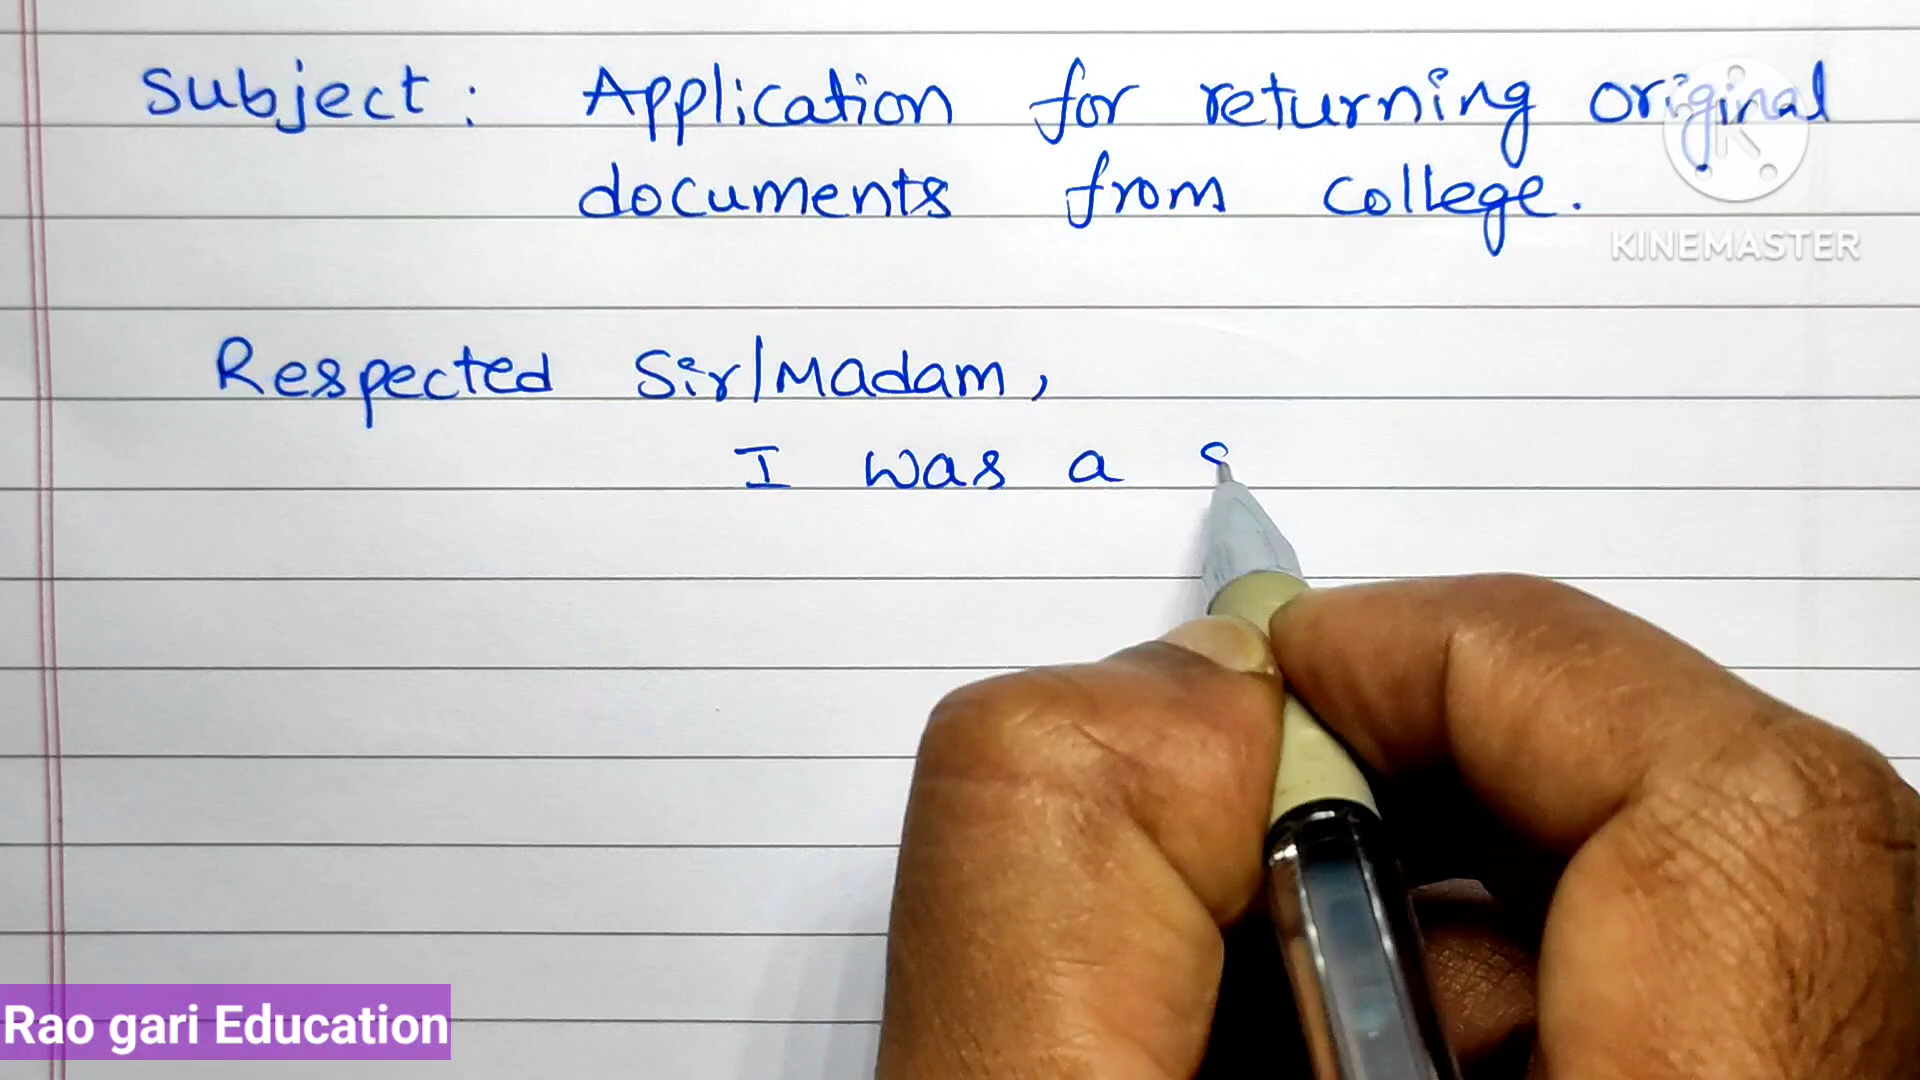 Subject: Application for returning original
documents from college.
KINEMASTER
Respected Sir/Madam,
I was a s
Rao gari Education